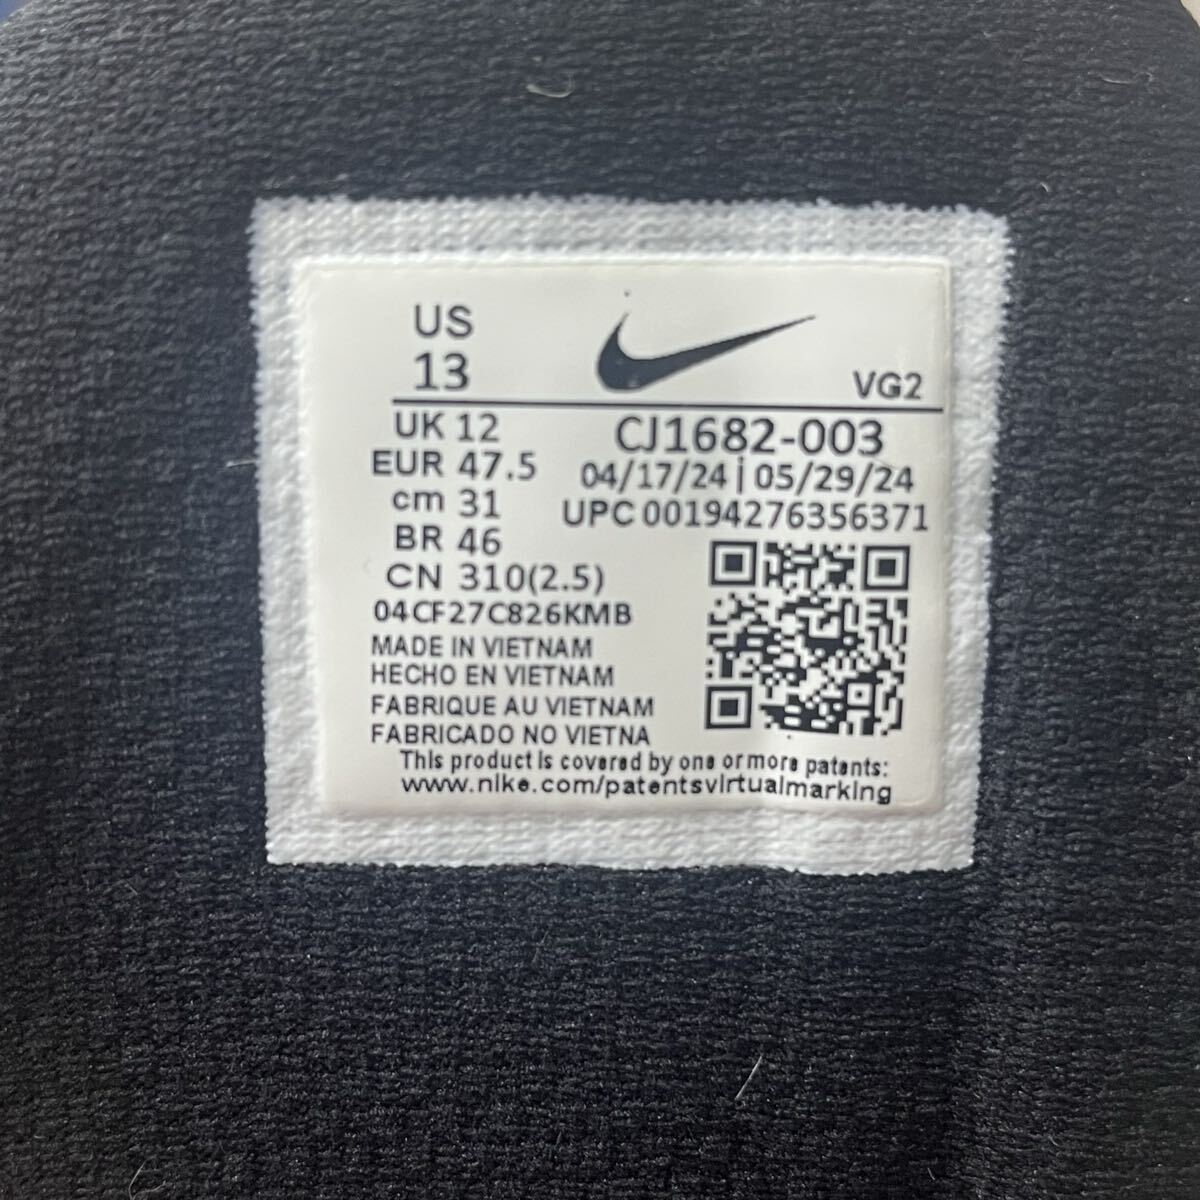 US
13
VG2
UK 12
EUR 47.5
cm 31
BR 46
CN 310(2.5)
CJ1682-003
04/17/24 | 05/29/24
UPC 00194276356371
04CF27C826KMB
MADE IN VIETNAM
HECHO EN VIETNAM
FABRIQUE AU VIETNAM
FABRICADO NO VIETNA
This product is covered by one or more patents:
www.nike.com/patentsvirtualmarking